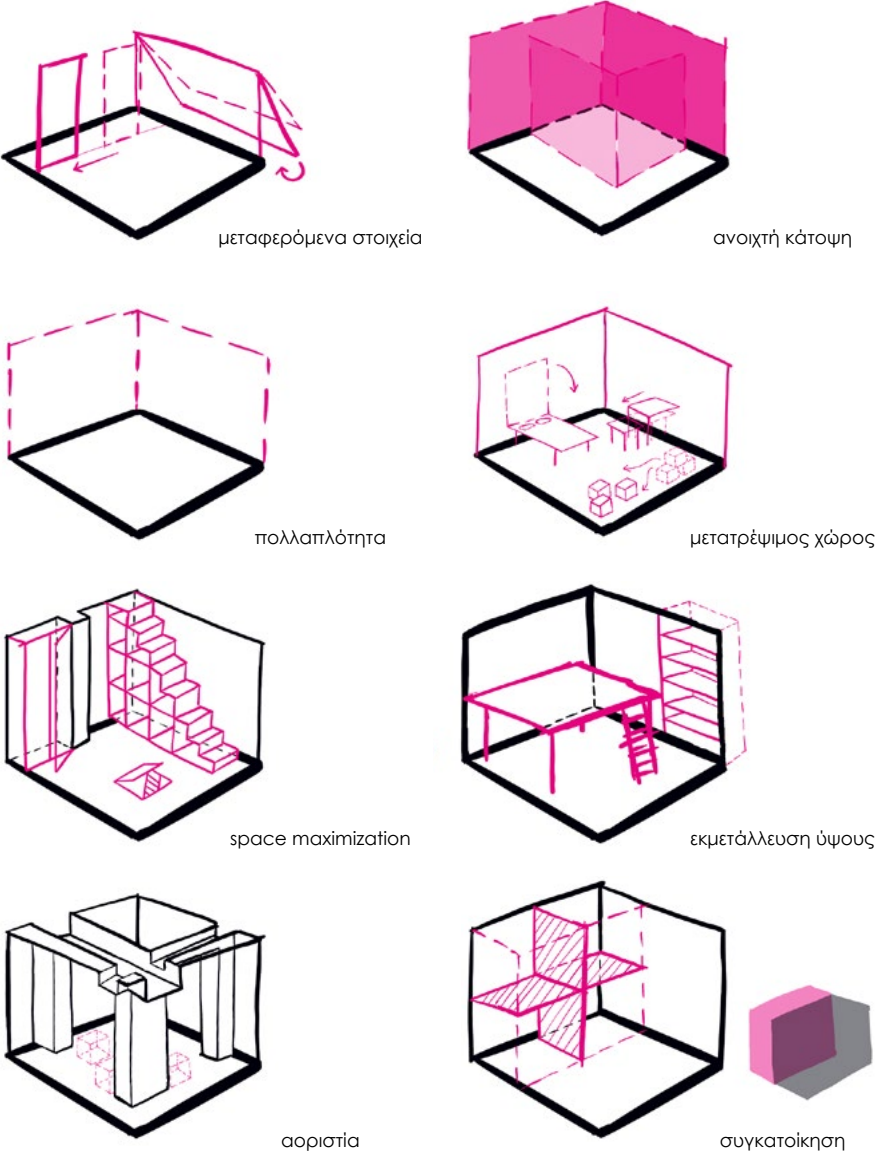 μεταφερόμενα στοιχεία
ανοιχτή κάτοψη
πολλαπλότητα
μετατρέψιμος χώρος
space maximization
εκμετάλλευση ύψους
αοριστία
συγκατοίκηση